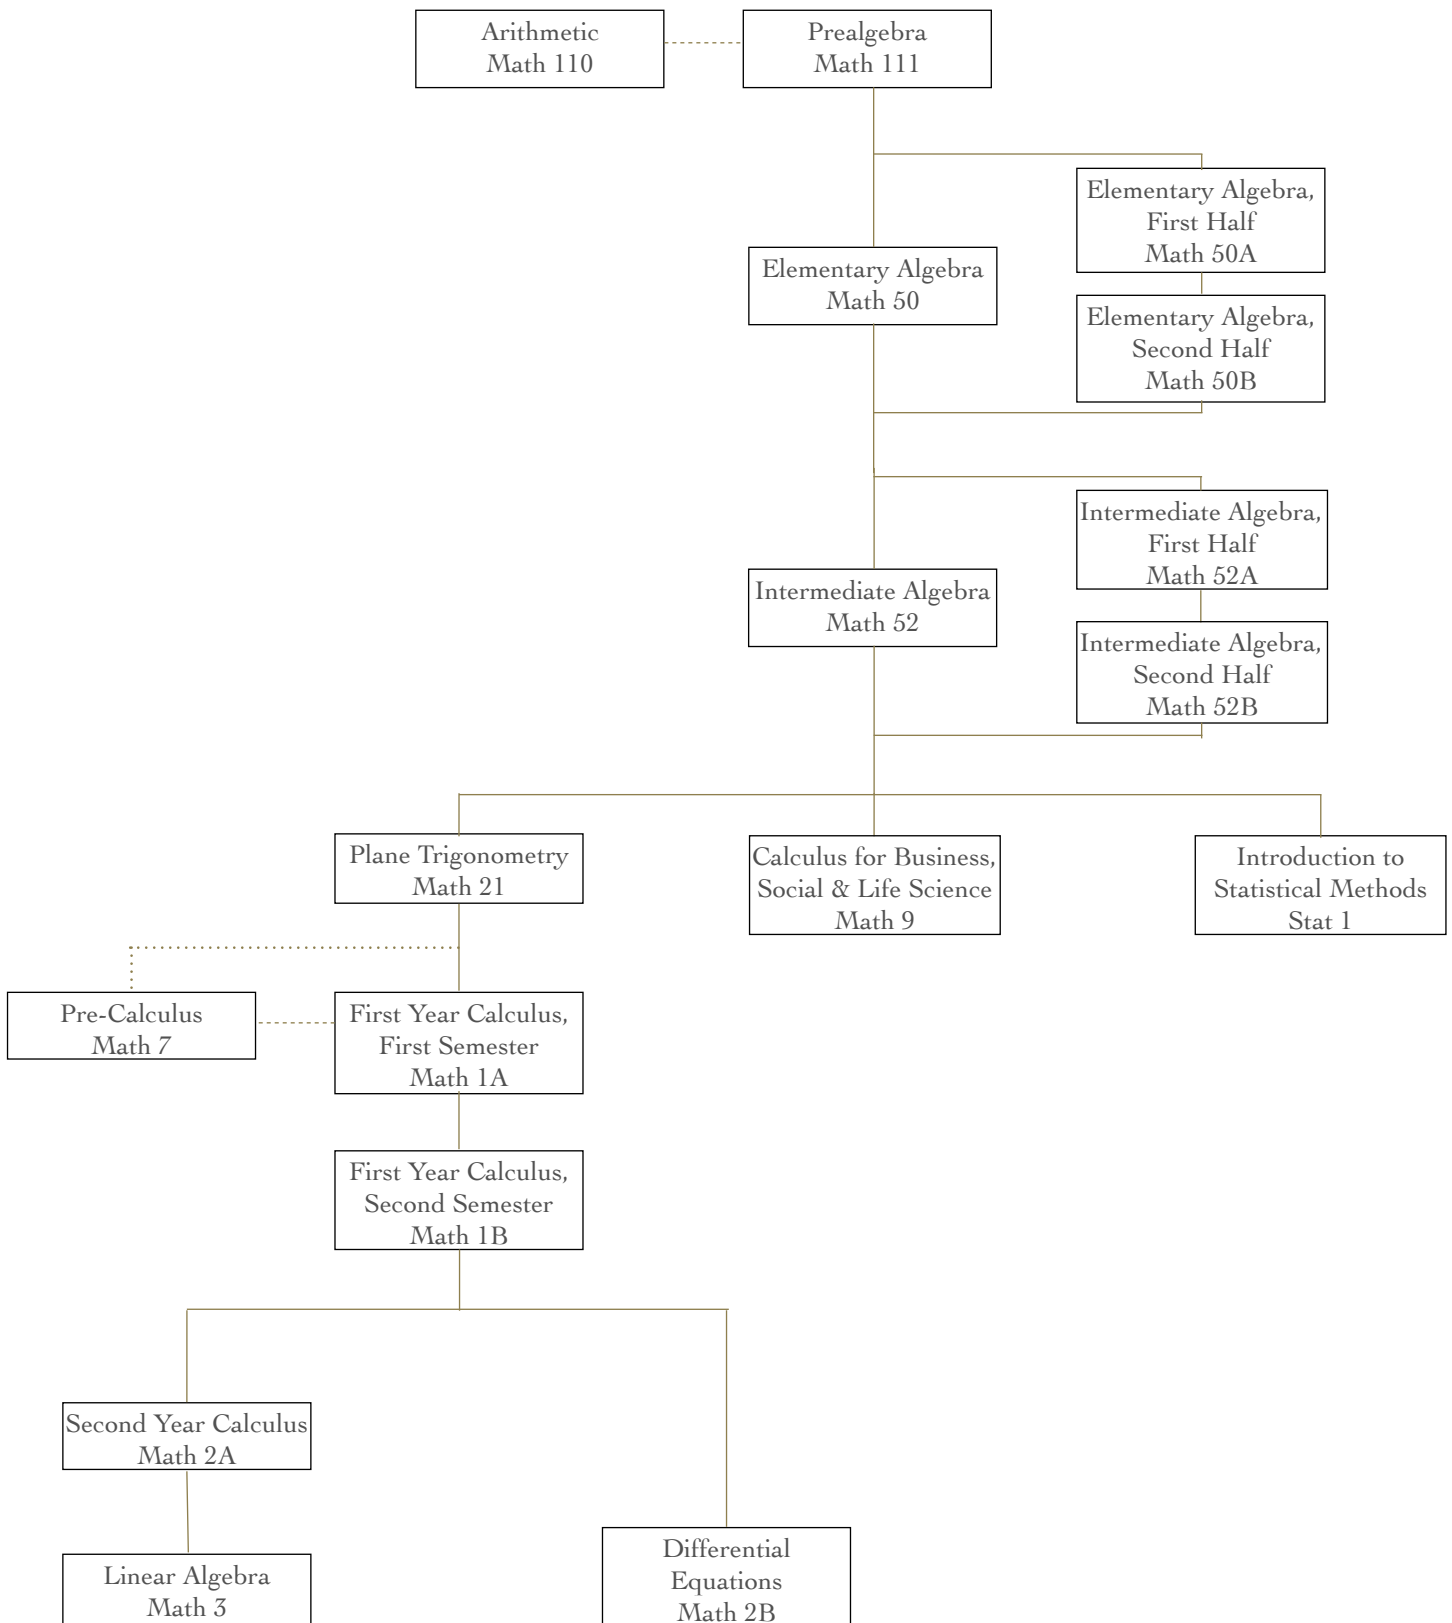 Arithmetic
Math 110
Prealgebra
Math 111
Elementary Algebra,
First Half
Math 50A
Elementary Algebra
Math 50
Elementary Algebra,
Second Half
Math 50B
Intermediate Algebra,
First Half
Math 52A
Intermediate Algebra
Math 52
Intermediate Algebra,
Second Half
Math 52B
Plane Trigonometry
Math 21
Calculus for Business,
Social & Life Science
Math 9
Introduction to
Statistical Methods
Stat 1
Pre-Calculus
Math 7
First Year Calculus,
First Semester
Math 1A
First Year Calculus,
Second Semester
Math 1B
Second Year Calculus
Math 2A
Linear Algebra
Math 3
Differential
Equations
Math 2B